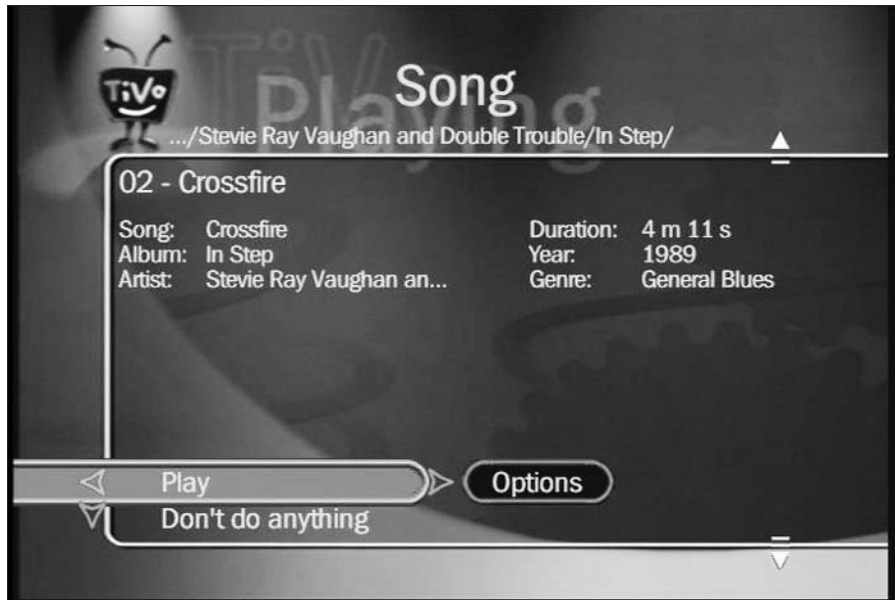 TiVo Playing
TiVo
Song
.../Stevie Ray Vaughan and Double Trouble/In Step/
02 - Crossfire
Song: Crossfire
Duration: 4 m 11 s
Album: In Step
Year: 1989
Artist: Stevie Ray Vaughan an...
Genre: General Blues
Play
Options
Don't do anything